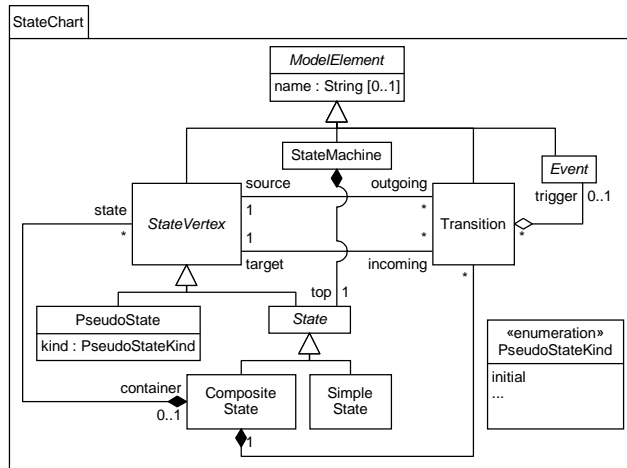 StateChart
ModelElement
name : String [0..1]
StateMachine
Event
source
outgoing
trigger
0..1
state
1
*
*
StateVertex
Transition
*
1
*
target
incoming
*
top
1
PseudoState
kind : PseudoStateKind
State
«enumeration»
PseudoStateKind
initial
...
container
0..1
Composite
State
Simple
State
1